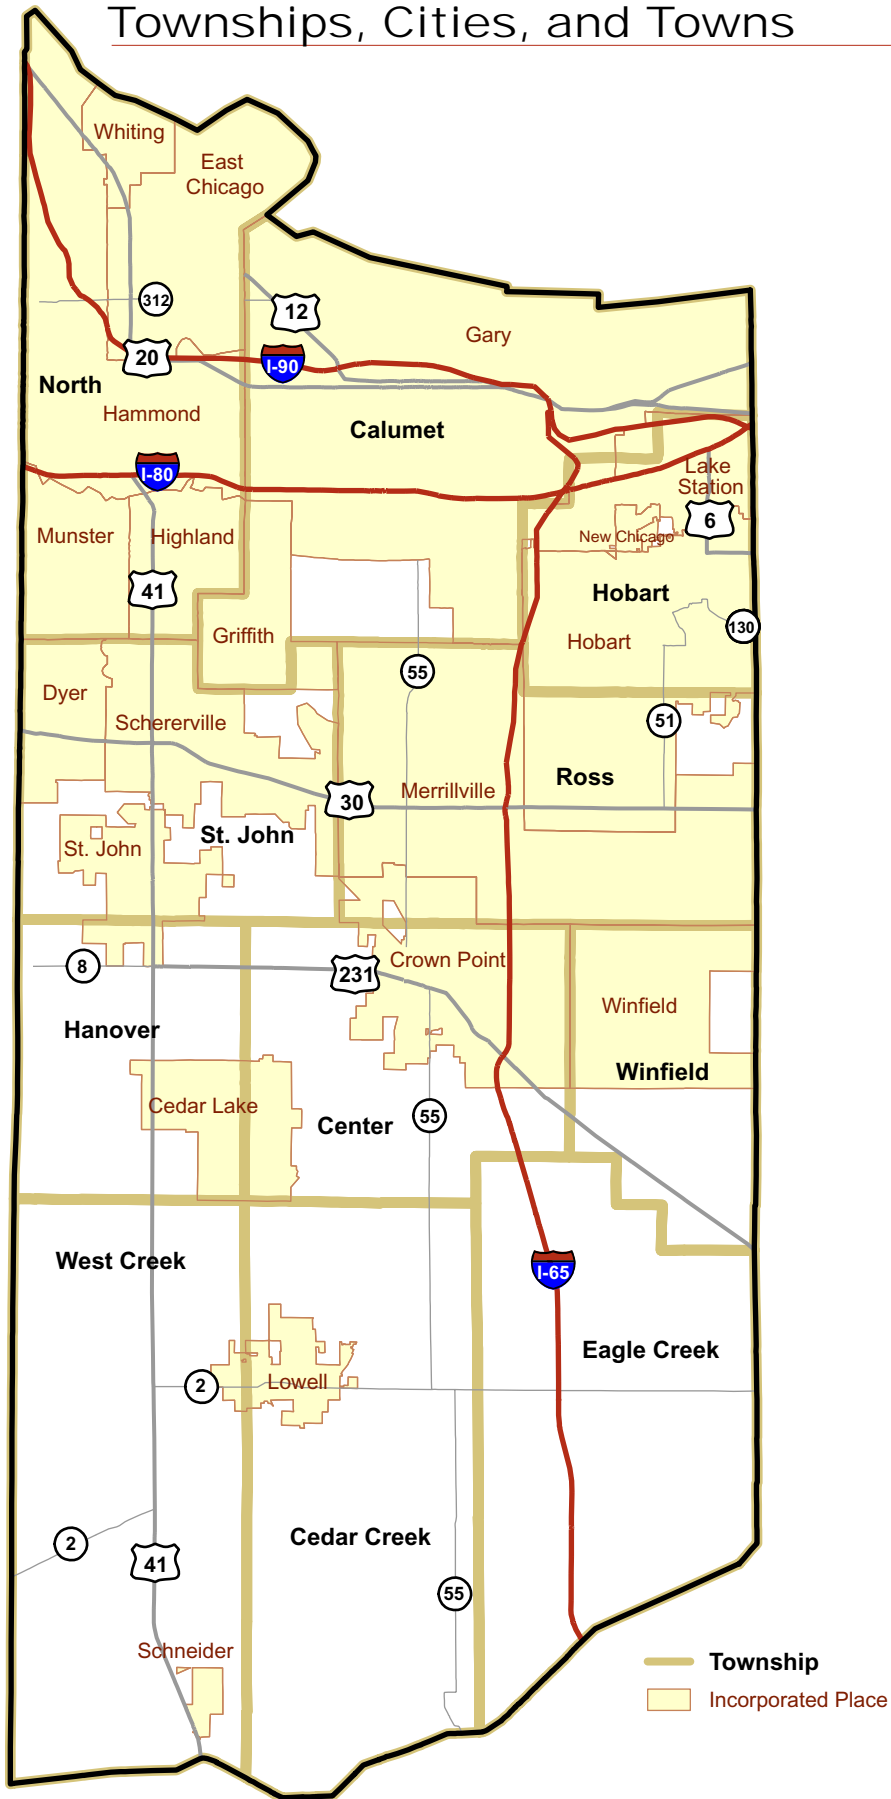 Townships, Cities, and Towns
Whiting
East
Chicago
312
12
Gary
20
I-90
North
Hammond
Calumet
I-80
Lake
Station
6
Munster
Highland
New Chicago
41
Hobart
130
Griffith
Hobart
55
Dyer
51
Schererville
Ross
Merrillville
30
St. John
St. John
8
231
Crown Point
Winfield
Hanover
Winfield
Cedar Lake
55
Center
West Creek
I-65
Eagle Creek
2
Lowell
Cedar Creek
2
41
55
Schneider
Township
Incorporated Place